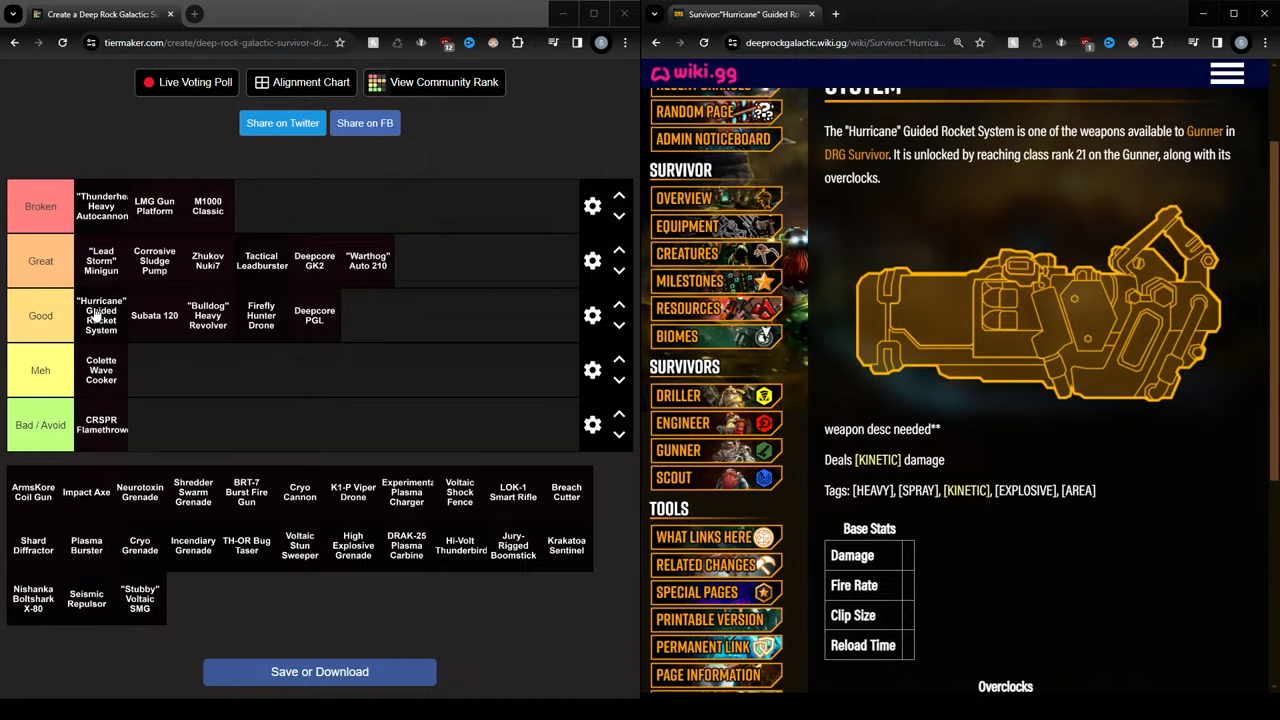 Create a Deep Rock Galactic: Su
tiermaker.com/create/deep-rock-galactic-survivor-dr...
12
S
Live Voting Poll
Alignment Chart
View Community Rank
Share on Twitter
Share on FB
Broken
"Thunderhe
Heavy
Autocannon
LMG Gun
Platform
M1000
Classic
Great
"Lead
Storm"
Minigun
Corrosive
Sludge
Pump
Zhukov
Nuki7
Tactical
Leadburster
Deepcore
GK2
"Warthog"
Auto 210
Good
"Hurricane"
Guided
Rocket
System
Subata 120
"Bulldog"
Heavy
Revolver
Firefly
Hunter
Drone
Deepcore
PGL
Meh
Colette
Wave
Cooker
Bad / Avoid
CRSPR
Flamethrowe
ArmsKore
Coil Gun
Impact Axe
Neurotoxin
Grenade
Shredder
Swarm
Grenade
BRT-7
Burst Fire
Gun
Cryo
Cannon
K1-P Viper
Drone
Experimenta
Plasma
Charger
Voltaic
Shock
Fence
LOK-1
Smart Rifle
Breach
Cutter
Shard
Diffractor
Plasma
Burster
Cryo
Grenade
Incendiary
Grenade
TH-OR Bug
Taser
Voltaic
Stun
Sweeper
High
Explosive
Grenade
DRAK-25
Plasma
Carbine
Hi-Volt
Thunderbird
Jury-
Rigged
Boomstick
Krakatoa
Sentinel
Nishanka
Boltshark
X-80
Seismic
Repulsor
"Stubby"
Voltaic
SMG
Save or Download
Survivor:"Hurricane" Guided Ro
deeprockgalactic.wiki.gg/wiki/Survivor:"Hurrica...
1
S
wiki.gg
RECENT CHANGES
RANDOM PAGE
ADMIN NOTICEBOARD
SURVIVOR
OVERVIEW
EQUIPMENT
CREATURES
MILESTONES
RESOURCES
BIOMES
SURVIVORS
DRILLER
ENGINEER
GUNNER
SCOUT
TOOLS
WHAT LINKS HERE
RELATED CHANGES
SPECIAL PAGES
PRINTABLE VERSION
PERMANENT LINK
PAGE INFORMATION
SYSTEM
The "Hurricane" Guided Rocket System is one of the weapons available to Gunner in
DRG Survivor. It is unlocked by reaching class rank 21 on the Gunner, along with its
overclocks.
weapon desc needed**
Deals [KINETIC] damage
Tags: [HEAVY], [SPRAY], [KINETIC], [EXPLOSIVE], [AREA]
Base Stats
Damage
Fire Rate
Clip Size
Reload Time
Overclocks